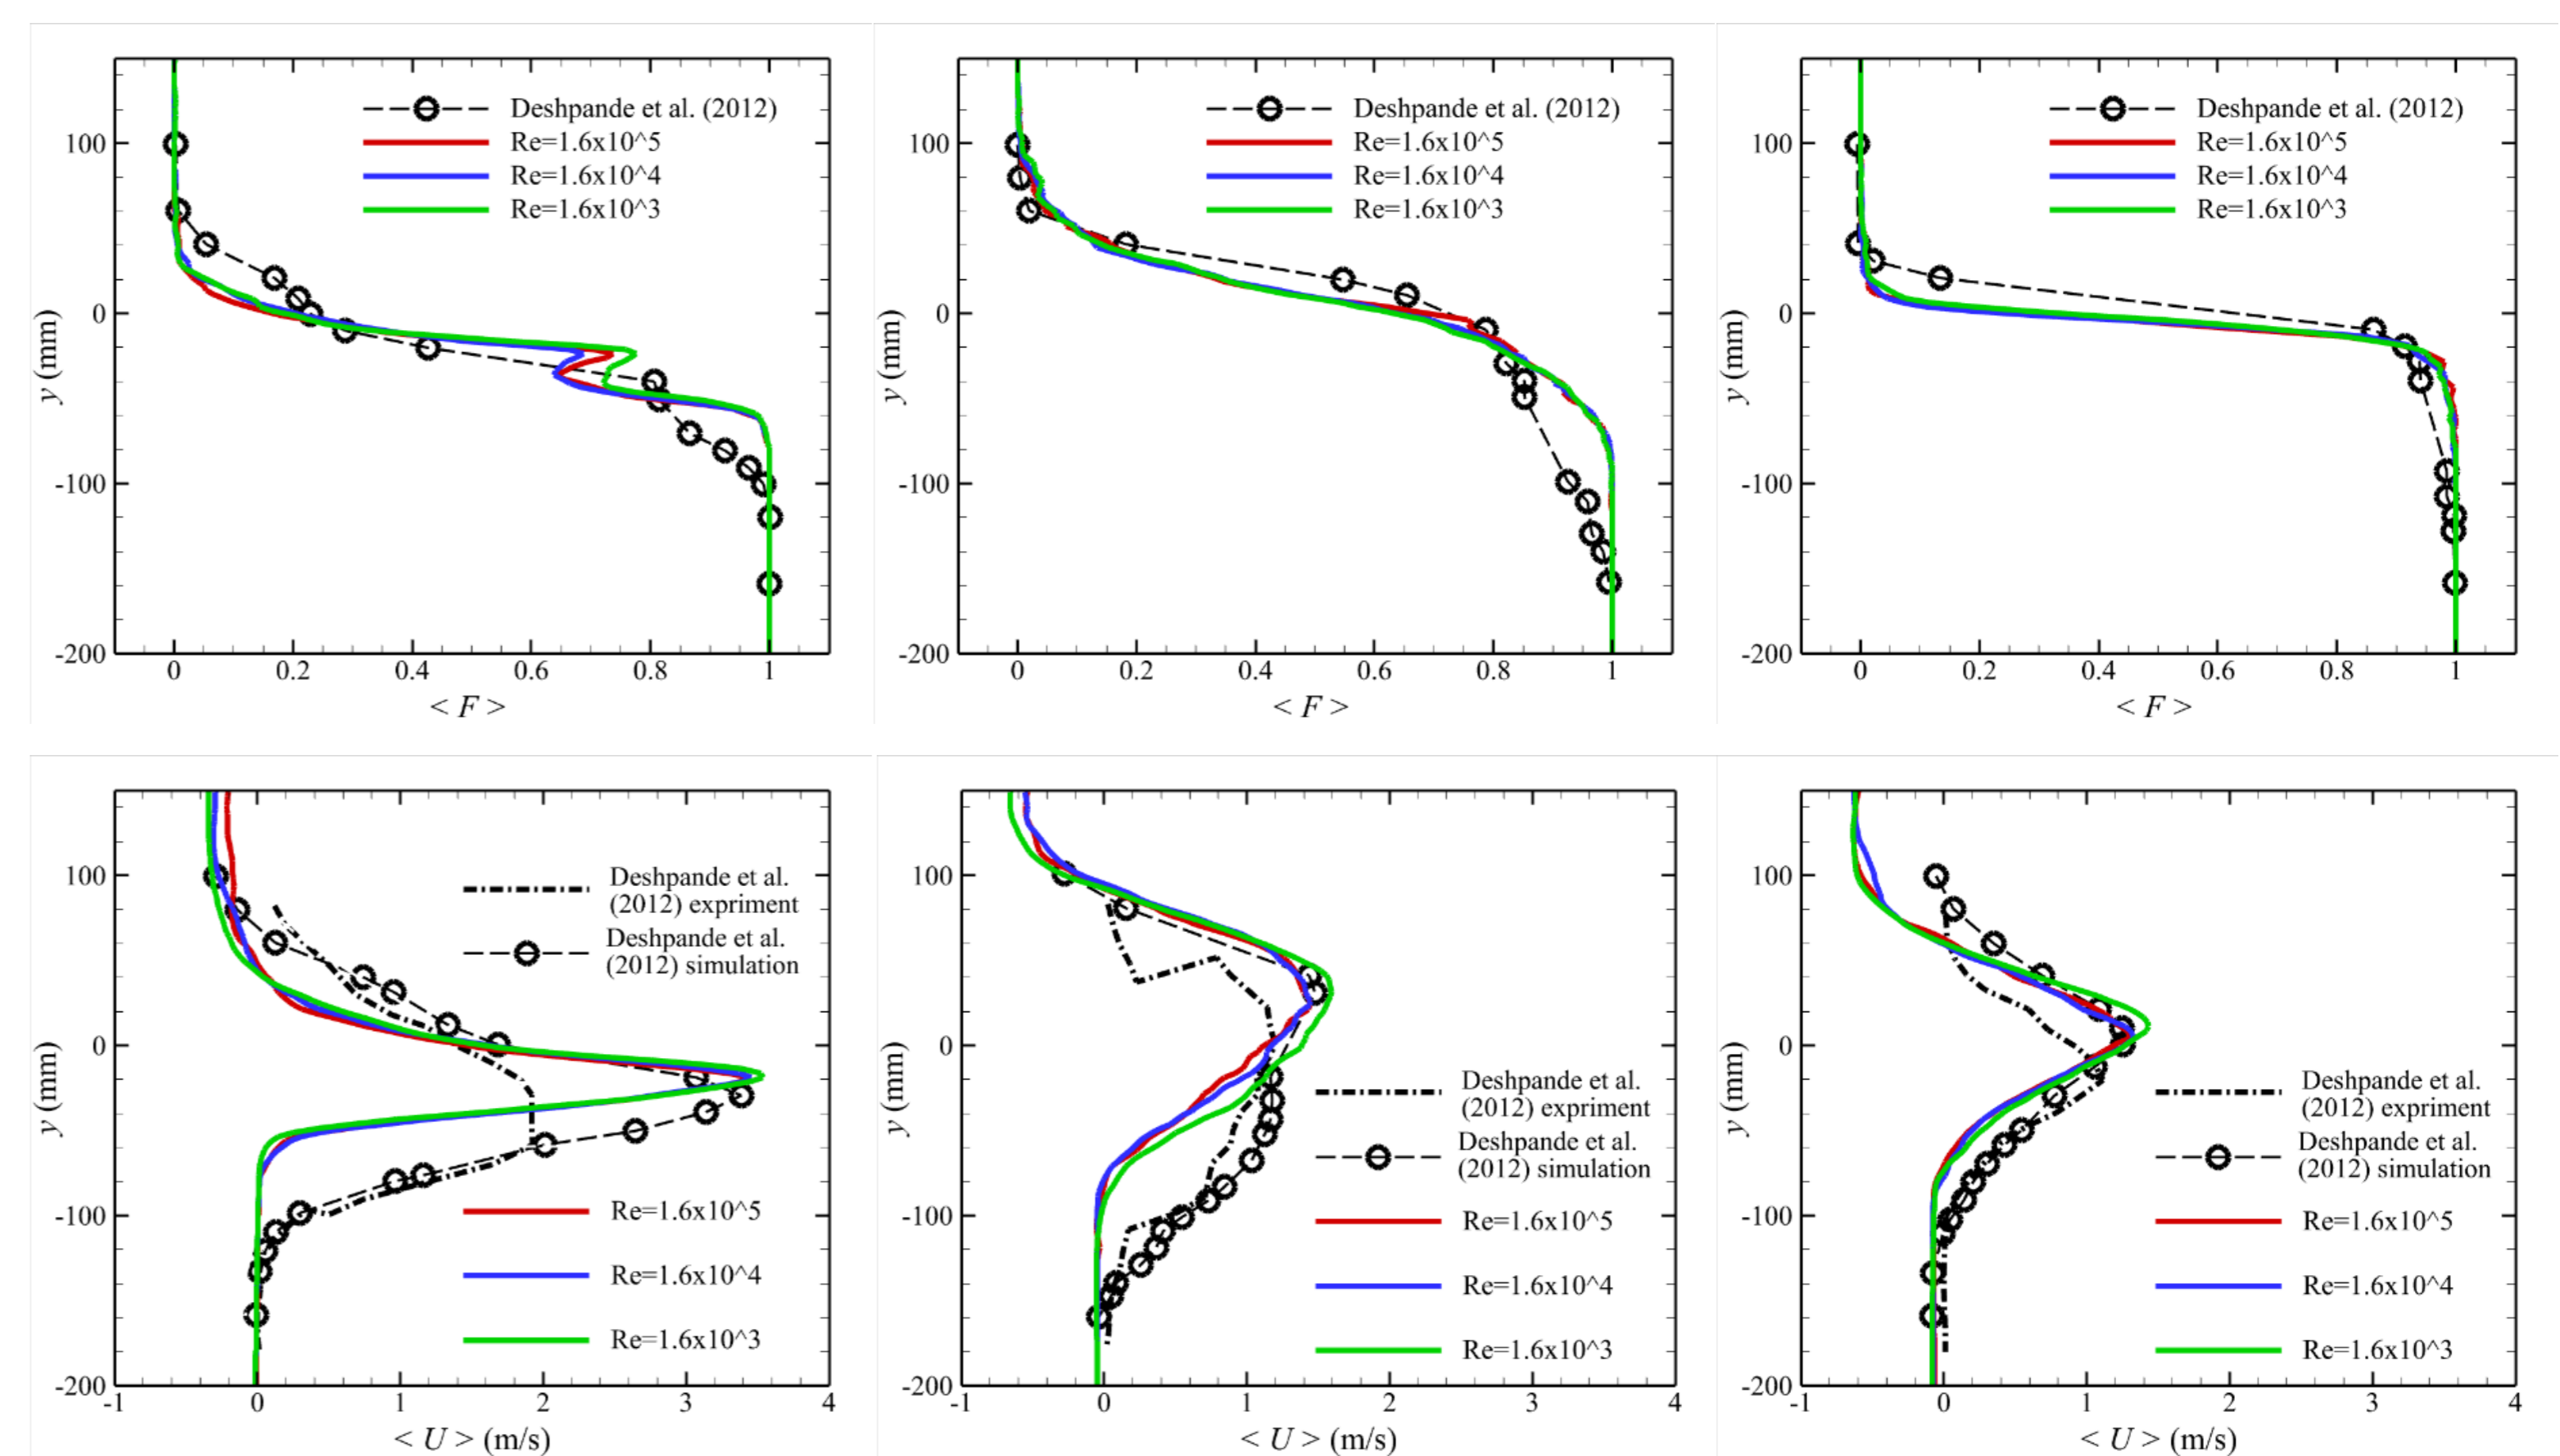 Deshpande et al. (2012)
Re=1.6x10^5
Re=1.6x10^4
Re=1.6x10^3
100
0
-100
-200
y (mm)
0 0.2 0.4 0.6 0.8 1
< F >
Deshpande et al. (2012)
Re=1.6x10^5
Re=1.6x10^4
Re=1.6x10^3
100
0
-100
-200
y (mm)
0 0.2 0.4 0.6 0.8 1
< F >
Deshpande et al. (2012)
Re=1.6x10^5
Re=1.6x10^4
Re=1.6x10^3
100
0
-100
-200
y (mm)
0 0.2 0.4 0.6 0.8 1
< F >
Deshpande et al.
(2012) expriment
Deshpande et al.
(2012) simulation
Re=1.6x10^5
Re=1.6x10^4
Re=1.6x10^3
100
0
-100
-200
y (mm)
-1 0 1 2 3 4
< U > (m/s)
Deshpande et al.
(2012) expriment
Deshpande et al.
(2012) simulation
Re=1.6x10^5
Re=1.6x10^4
Re=1.6x10^3
100
0
-100
-200
y (mm)
-1 0 1 2 3 4
< U > (m/s)
Deshpande et al.
(2012) expriment
Deshpande et al.
(2012) simulation
Re=1.6x10^5
Re=1.6x10^4
Re=1.6x10^3
100
0
-100
-200
y (mm)
-1 0 1 2 3 4
< U > (m/s)